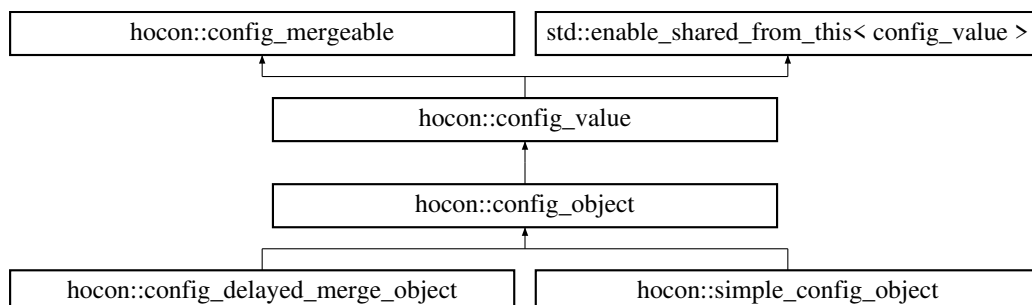 hocon::config_mergeable
std::enable_shared_from_this< config_value >
hocon::config_value
hocon::config_object
hocon::config_delayed_merge_object
hocon::simple_config_object